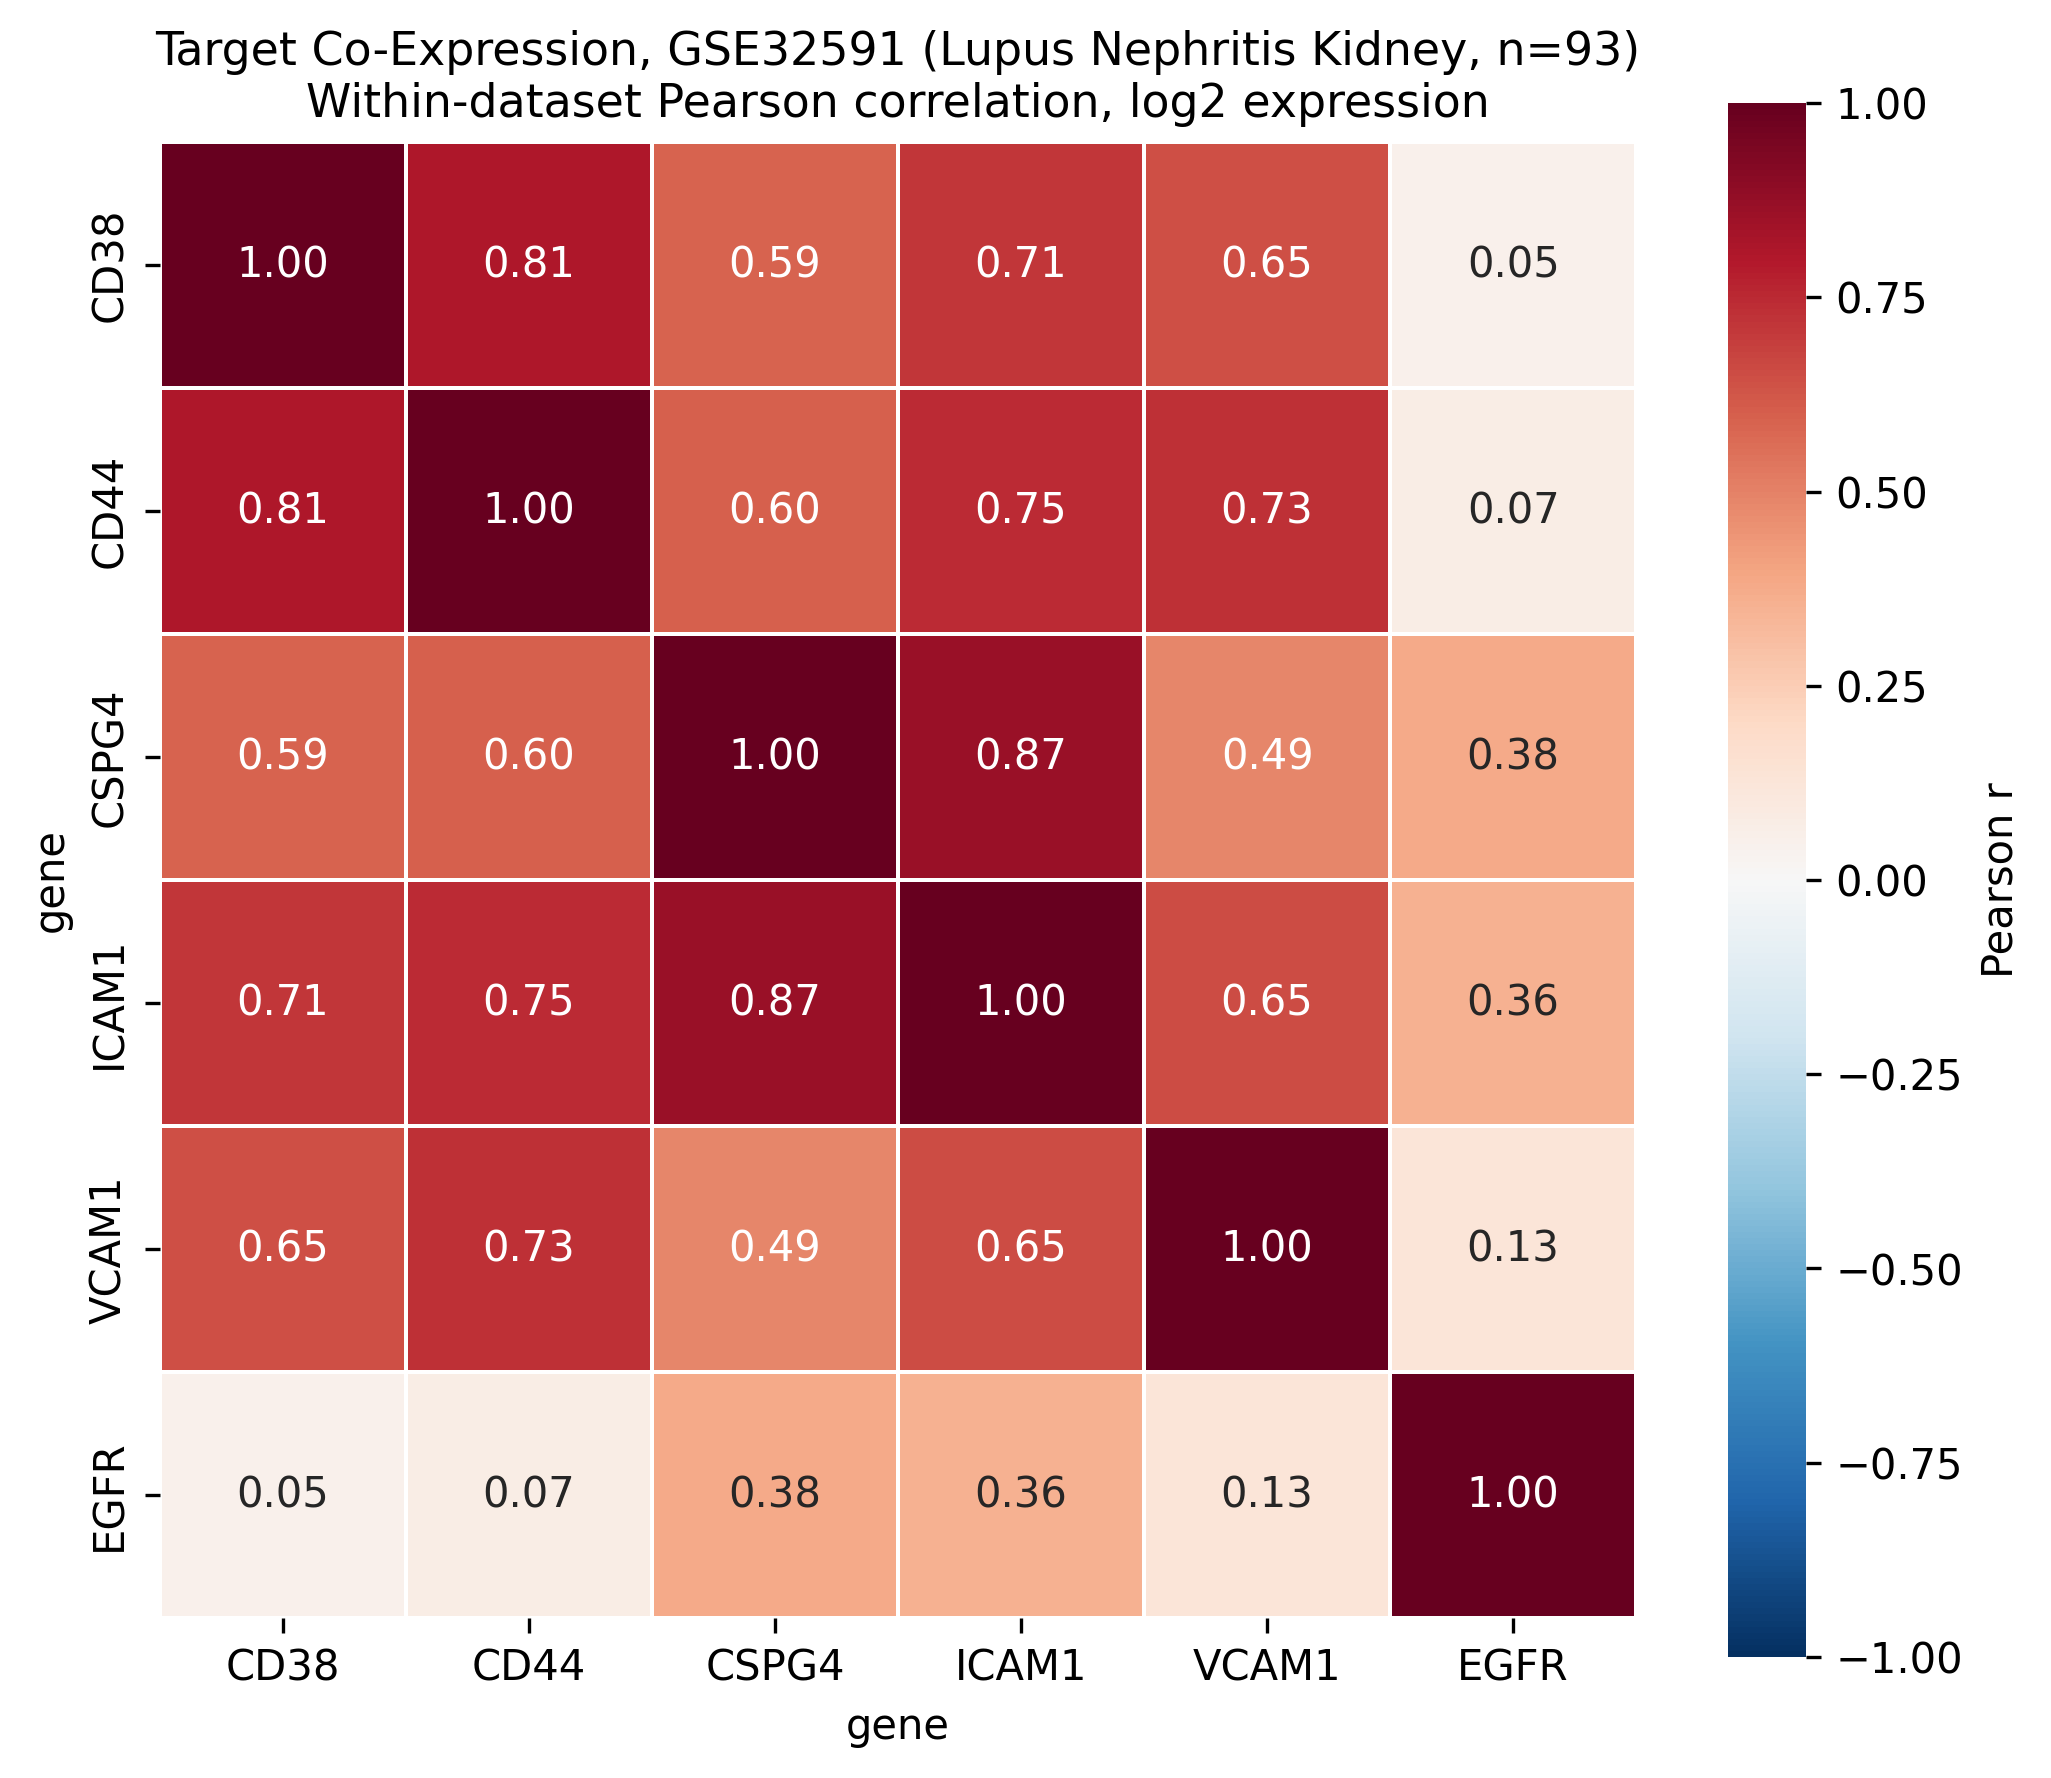 Target Co-Expression, GSE32591 (Lupus Nephritis Kidney, n=93)
Within-dataset Pearson correlation, log2 expression
CD38 1.00 0.81 0.59 0.71 0.65 0.05
CD44 0.81 1.00 0.60 0.75 0.73 0.07
CSPG4 0.59 0.60 1.00 0.87 0.49 0.38
ICAM1 0.71 0.75 0.87 1.00 0.65 0.36
VCAM1 0.65 0.73 0.49 0.65 1.00 0.13
EGFR 0.05 0.07 0.38 0.36 0.13 1.00
gene
CD38 CD44 CSPG4 ICAM1 VCAM1 EGFR
gene
1.00
0.75
0.50
0.25
0.00
−0.25
−0.50
−0.75
−1.00
Pearson r